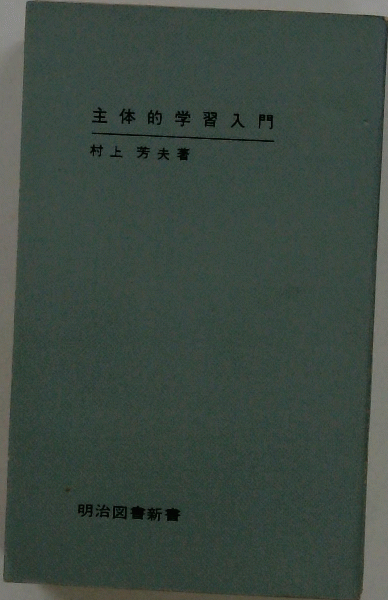 主体的学習入門
村上 芳夫著
明治図書新書